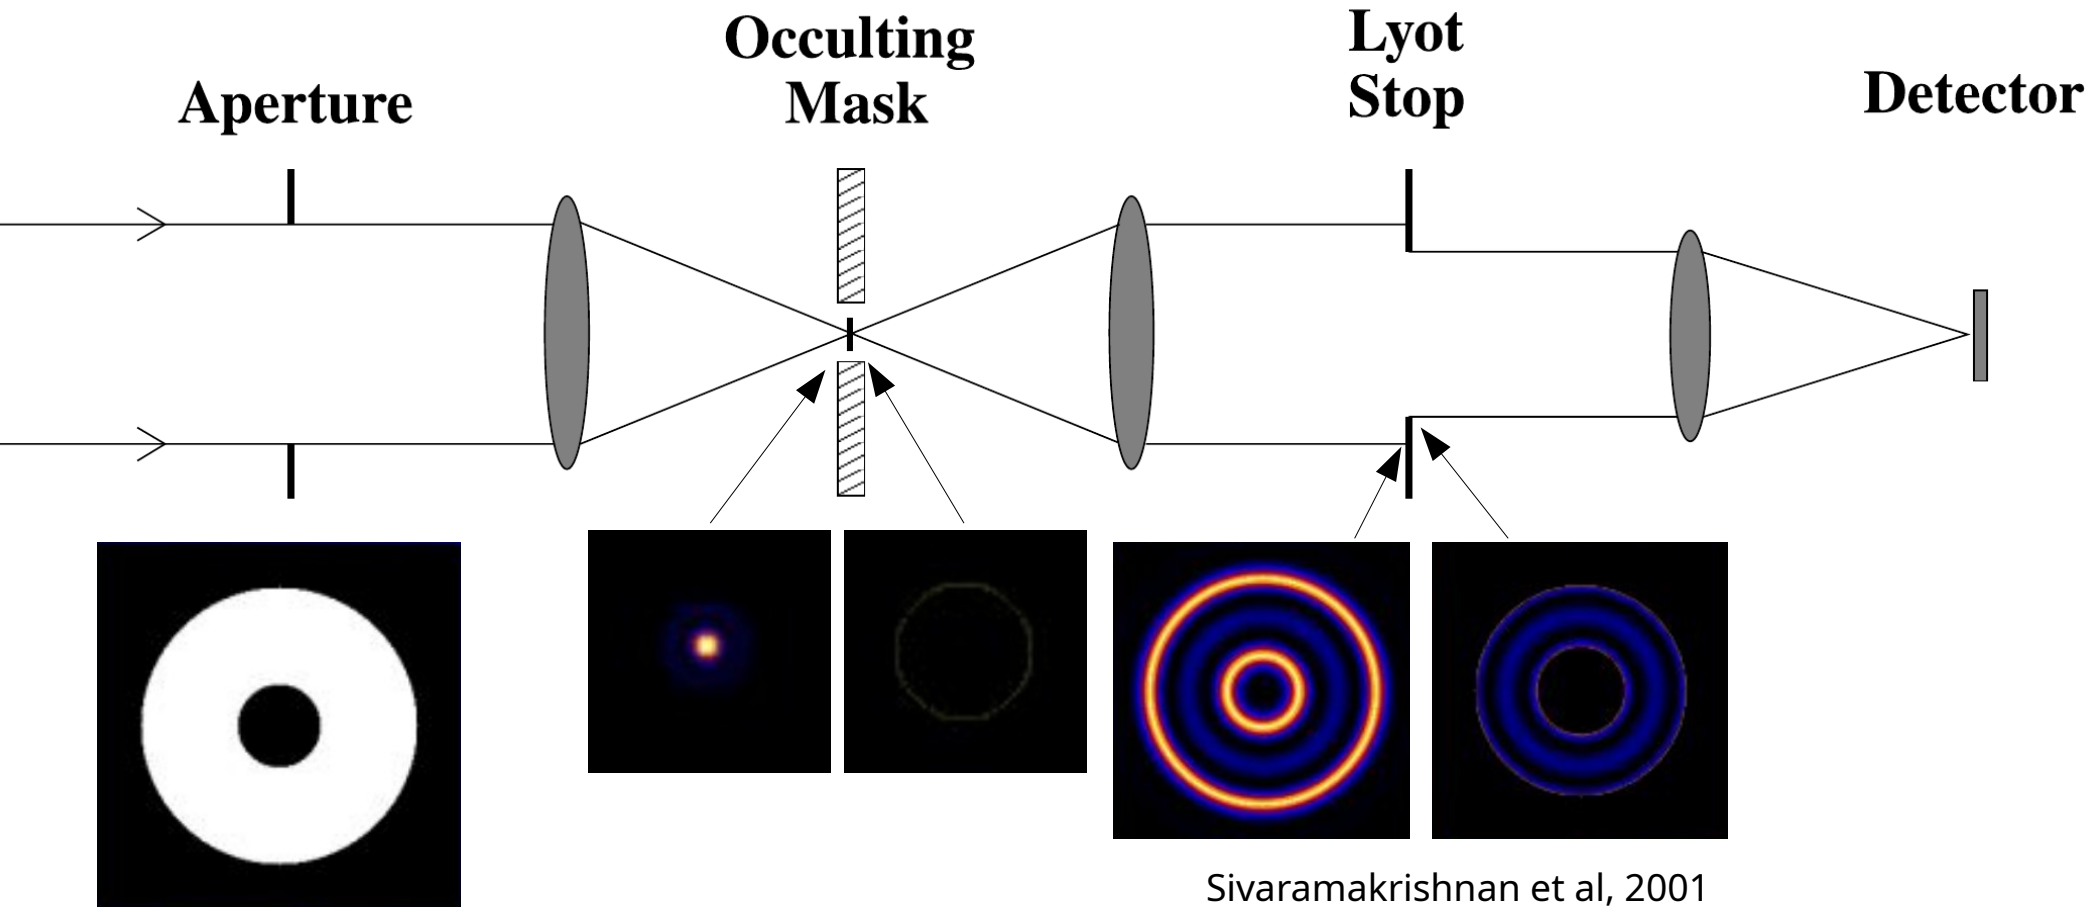 Aperture
Occulting
Mask
Lyot
Stop
Detector
Sivaramakrishnan et al, 2001